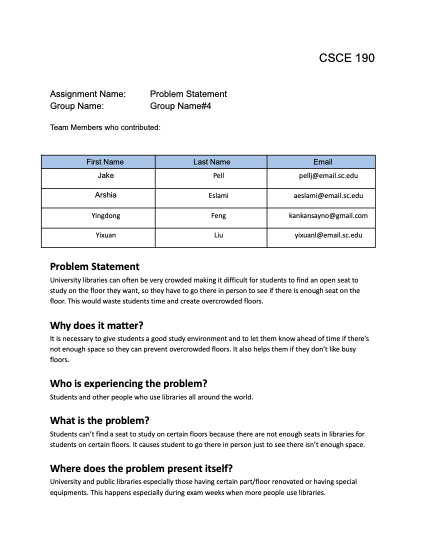 CSCE 190
Assignment Name: Problem Statement
Group Name: Group Name#4
Team Members who contributed:
First Name Last Name Email
Jake Pell pellj@email.sc.edu
Arshia Eslami aeslami@email.sc.edu
Yingdong Feng kankansayno@gmail.com
Yixuan Liu yixuanl@email.sc.edu
Problem Statement
University libraries can often be very crowded making it difficult for students to find an open seat to
study on the floor they want, so they have to go there in person to see if there is enough seat on the
floor. This would waste students time and create overcrowded floors.
Why does it matter?
It is necessary to give students a good study environment and to let them know ahead of time if there's
not enough space so they can prevent overcrowded floors. It also helps them if they don't like busy
floors.
Who is experiencing the problem?
Students and other people who use libraries all around the world.
What is the problem?
Students can't find a seat to study on certain floors because there are not enough seats in libraries for
students on certain floors. It causes student to go there in person just to see there isn't enough space.
Where does the problem present itself?
University and public libraries especially those having certain part/floor renovated or having special
equipments. This happens especially during exam weeks when more people use libraries.